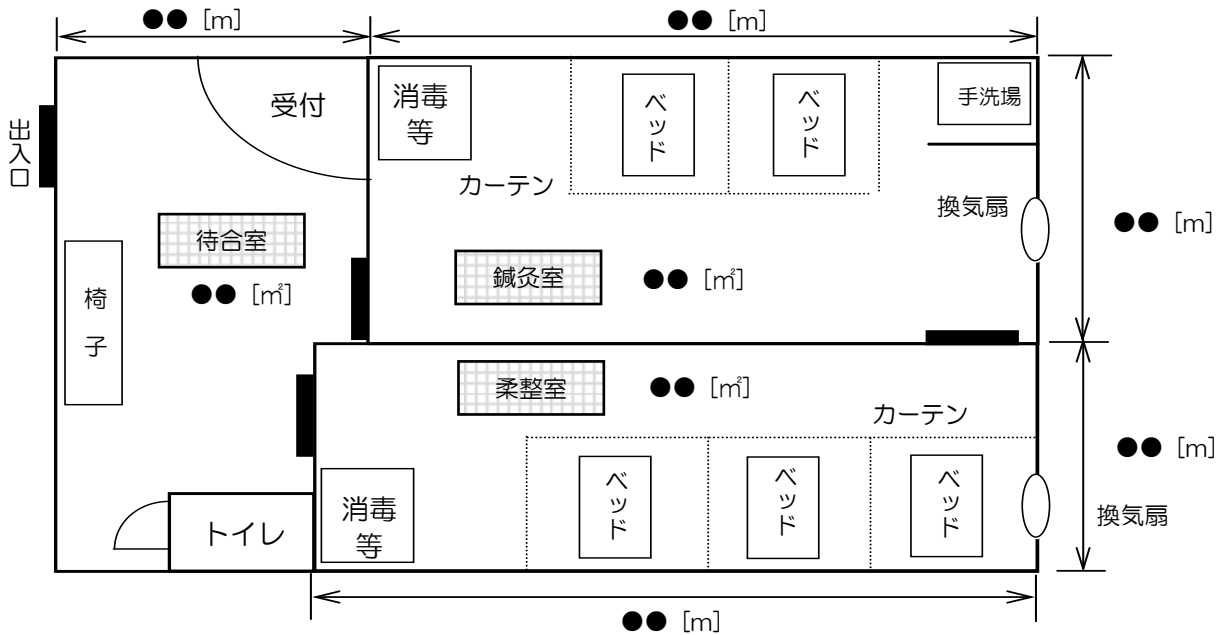 ●● [m]
●● [m]
受付
消毒
等
ベッド
ベッド
手洗場
出入口
カーテン
換気扇
●● [m]
待合室
●● [㎡]
鍼灸室
●● [㎡]
椅
子
柔整室
●● [㎡]
カーテン
●● [m]
消毒
等
ベッド
ベッド
ベッド
換気扇
トイレ
●● [m]